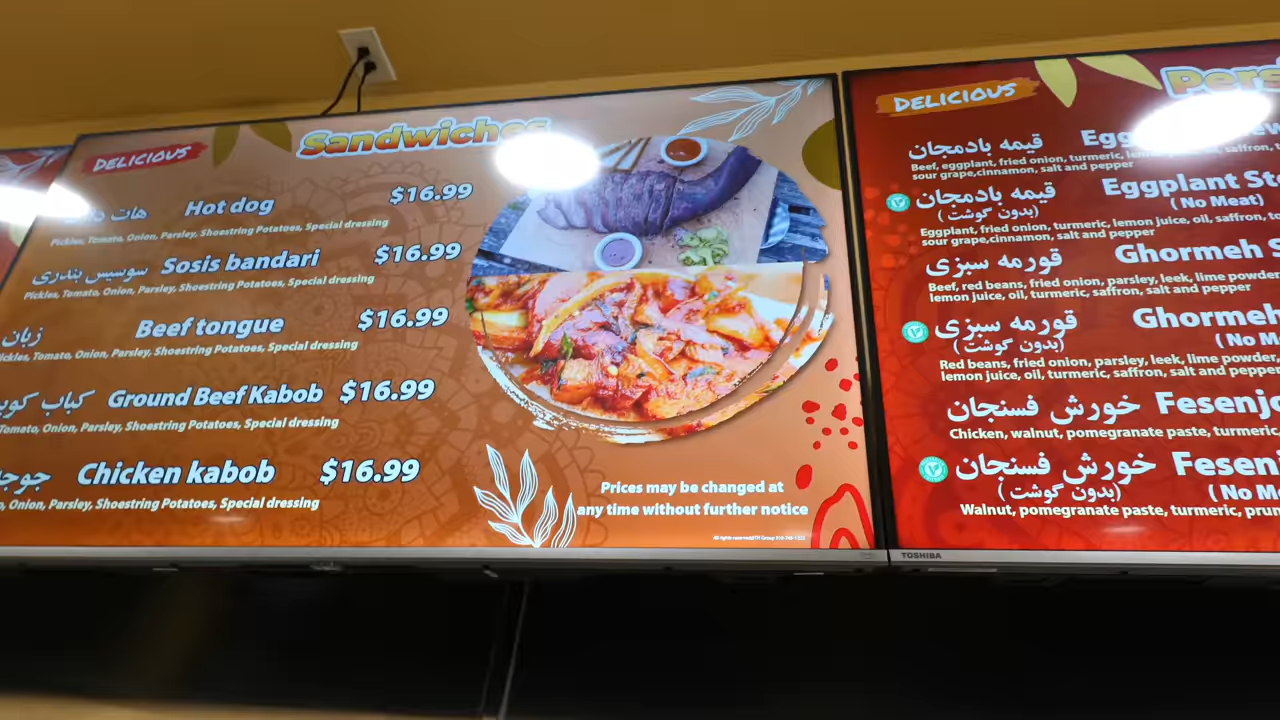 DELICIOUS
Sandwiches
هات Hot dog $16.99
Pickles, Tomato, Onion, Parsley, Shoestring Potatoes, Special dressing
سوسیس بندری Sosis bandari $16.99
Pickles, Tomato, Onion, Parsley, Shoestring Potatoes, Special dressing
زبان Beef tongue $16.99
Tomato, Onion, Parsley, Shoestring Potatoes, Special dressing
کباب Ground Beef Kabob $16.99
Tomato, Onion, Parsley, Shoestring Potatoes, Special dressing
Chicken kabob $16.99
Onion, Parsley, Shoestring Potatoes, Special dressing
Prices may be changed at
any time without further notice
DELICIOUS
قیمه بادمجان
Beef, eggplant, fried onion, turmeric,
sour grape,cinnamon, salt and pepper
قیمه بادمجان Eggplant
(بدون گوشت) ( No Meat)
Eggplant, fried onion, turmeric, lemon juice, oil, saffron,
sour grape,cinnamon, salt and pepper
قورمه سبزی Ghormeh
Beef, red beans, fried onion, parsley, leek, lime powder
lemon juice, oil, turmeric, saffron, salt and pepper
قورمه سبزی Ghormeh
(بدون گوشت) ( No
Red beans, fried onion, parsley, leek, lime powder,
lemon juice, oil, turmeric, saffron, salt and pepper
خورش فسنجان
Chicken, walnut, pomegranate paste, turmeric,
خورش فسنجان
(بدون گوشت) ( No
Walnut, pomegranate paste, turmeric,
TOSHIBA